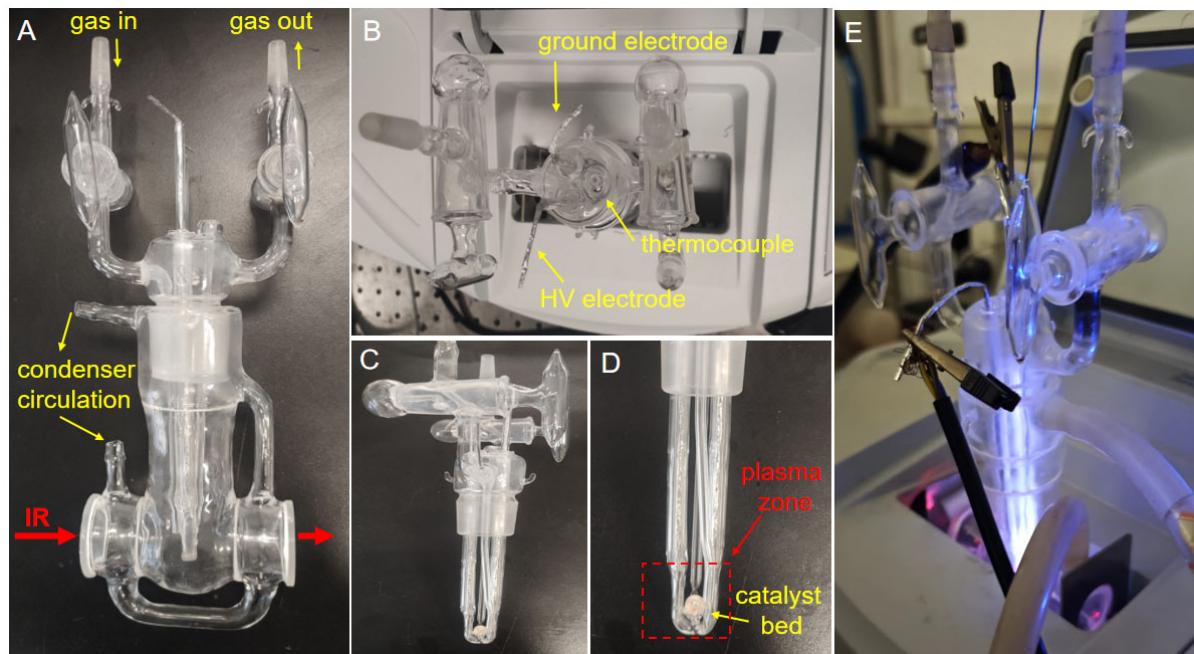 A
gas in
gas out
condenser
circulation
IR
B
ground electrode
thermocouple
HV electrode
C
D
plasma
zone
catalyst
bed
E